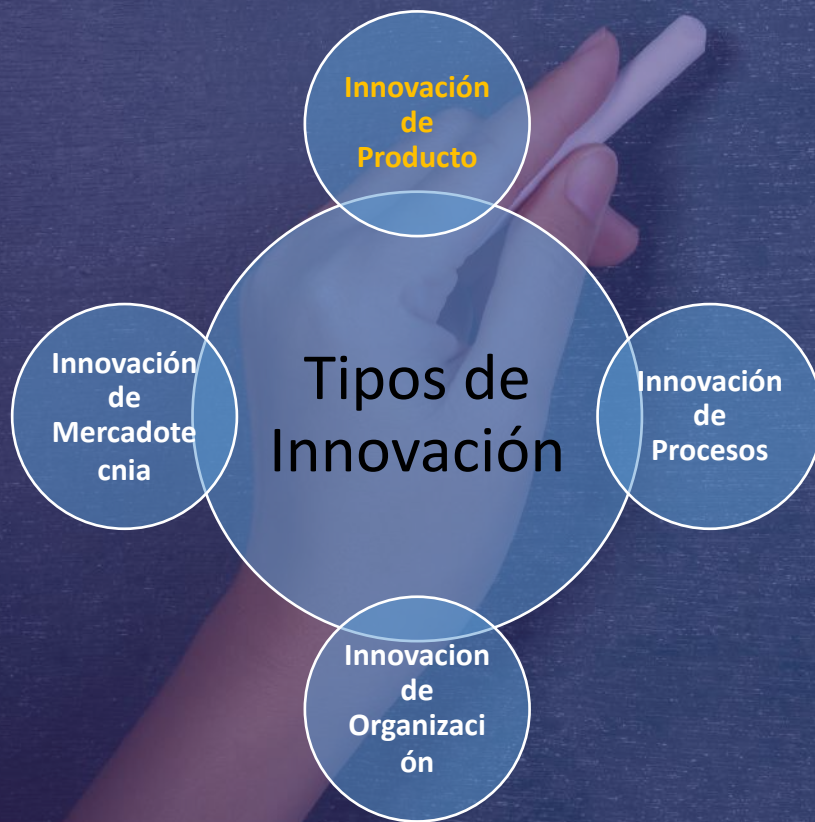 Innovación
de
Producto
Tipos de
Innovación
Innovación
de
Procesos
Innovacion
de
Organizaci
ón
Innovación
de
Mercadote
cnia